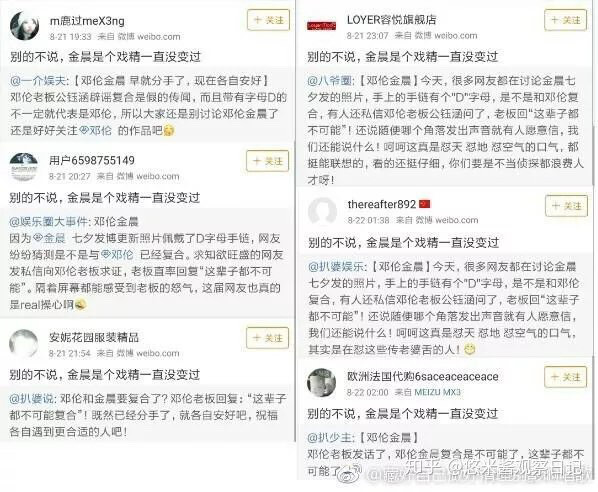 m鹿过meX3ng
+关注
8-21 19:33 来自 微博 weibo.com
别的不说，金晨是个戏精一直没变过
@一介娱夫:【邓伦金晨 早就分手了，现在各自安好】
邓伦老板公钰涵辟谣复合是假的传闻，而且带有字母D的
不一定就代表是邓伦，所以大家还是别讨论邓伦金晨了
还是好好关注邓伦 的作品吧
用户6598755149
+关注
8-21 20:27 来自 微博 weibo.com
别的不说，金晨是个戏精一直没变过
@娱乐圈大事件: 邓伦
因为金晨 七夕发博更新照片佩戴了D字母手链，网友
纷纷猜测是不是与邓伦 已经复合。求知欲旺盛的网友
发私信向邓伦老板求证，老板直率回复“这辈子都不可
能”。隔着屏幕都能感受到老板的怒气，这届网友也真的
是real操心啊
安妮花园服装精品
+关注
8-21 21:54 来自 微博 weibo.com
别的不说，金晨是个戏精一直没变过
@扒婆说: 邓伦和金晨要复合了？邓伦老板回复：“这辈子
都不可能复合”！既然已经分手了，就各自安好吧，祝福
各自遇到更合适的人吧！
LOYER容悦旗舰店
+关注
8-21 23:07 来自 微博 weibo.com
别的不说，金晨是个戏精一直没变过
@八爷圈:【邓伦金晨】今天，很多网友都在讨论金晨七
夕发的照片，手上的手链有个"D"字母，是不是和邓伦复
合，有人还私信邓伦老板公钰涵问了，老板回“这辈子都
不可能”！还说随便哪个角落发出声音就有人愿意信，我
们还能说什么！呵呵这真是怼天 怼地 怼空气的口气，都
挺能联想的，看的还挺仔细，你们要是不当侦探都浪费人
才呀！
thereafter892
+关注
8-22 01:38 来自 微博 weibo.com
别的不说，金晨是个戏精一直没变过
@扒婆娱乐:【邓伦金晨】今天，很多网友都在讨论金晨
七夕发的照片，手上的手链有个"D"字母，是不是和邓伦
复合，有人还私信邓伦老板公钰涵问了，老板回“这辈子
都不可能”！还说随便哪个角落发出声音就有人愿意信，
我们还能说什么！呵呵这真是怼天 怼地 怼空气的口气，
其实是在怼这些传老婆舌的人！
欧洲法国代购6saceaceaceace
+关注
8-22 02:00 来自 MEIZU MX3
别的不说，金晨是个戏精一直没变过
@扒少主:【邓伦金晨】
邓伦老板发话了，邓伦金晨复合是不可能了，这辈子都不
可能了
知乎 @悠米酱观察日记